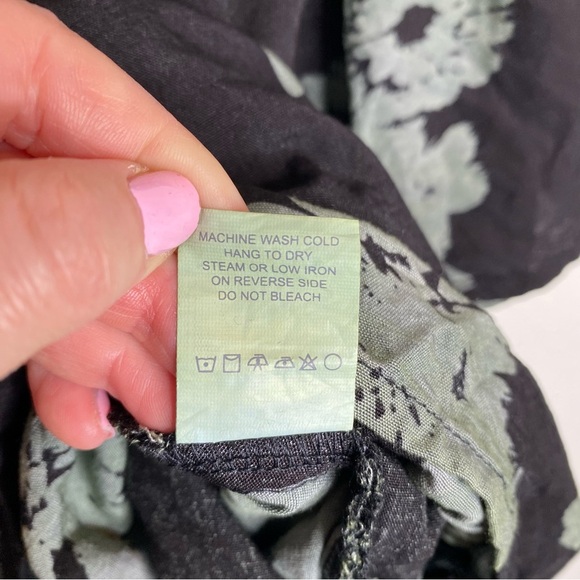 MACHINE WASH COLD
HANG TO DRY
STEAM OR LOW IRON
ON REVERSE SIDE
DO NOT BLEACH